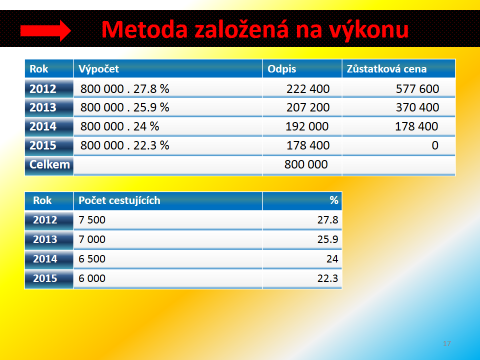 Metoda založená na výkonu
Rok Výpočet Odpis Zůstatková cena
2012 800 000 . 27.8 % 222 400 577 600
2013 800 000 . 25.9 % 207 200 370 400
2014 800 000 . 24 % 192 000 178 400
2015 800 000 . 22.3 % 178 400 0
Celkem 800 000
Rok Počet cestujících %
2012 7 500 27.8
2013 7 000 25.9
2014 6 500 24
2015 6 000 22.3